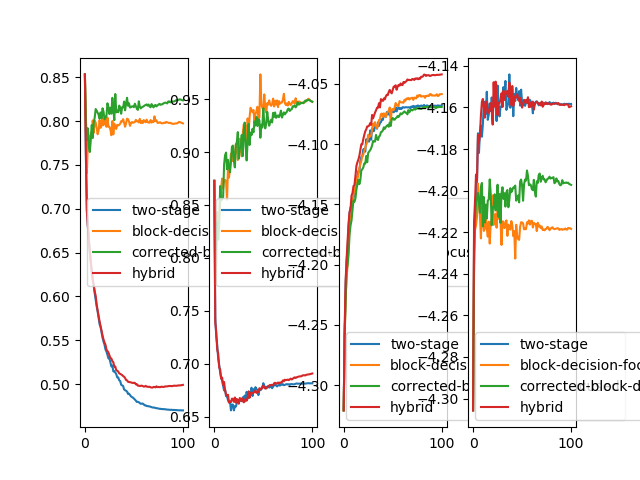 0.85
0.80
0.75
0.70
0.65
0.60
0.55
0.50
0 100
two-stage
block-decis
corrected-b
hybrid
0.95
0.90
0.85
0.80
0.75
0.70
0.65
0 100
two-stage
block-decis
corrected-b
hybrid
ocus
−4.05
−4.10
−4.15
−4.20
−4.25
−4.30
0 100
two-stage
block-decis
corrected-b
hybrid
−4.14
−4.16
−4.18
−4.20
−4.22
−4.24
−4.26
−4.28
−4.30
0 100
two-stage
block-decision-foc
corrected-block-d
hybrid